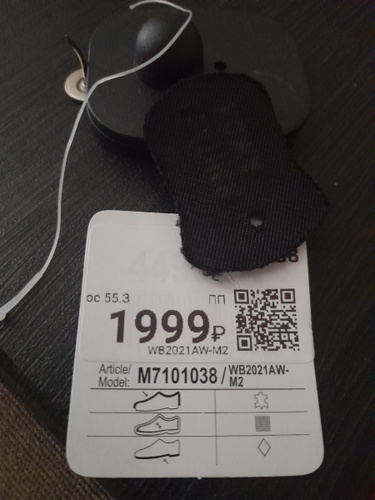 ос 55.3 пп
1999₽
WB2021AW-M2
Article/ Model: M7101038 / WB2021AW-M2